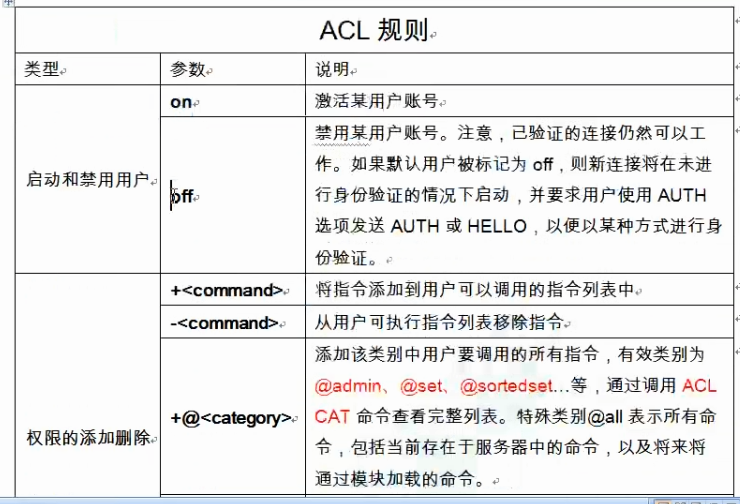 ACL 规则
类型 参数 说明
启动和禁用用户
on
激活某用户账号
off
禁用某用户账号。注意，已验证的连接仍然可以工
作。如果默认用户被标记为 off，则新连接将在未进
行身份验证的情况下启动，并要求用户使用 AUTH
选项发送 AUTH 或 HELLO，以便以某种方式进行身
份验证。
权限的添加删除
+<command>
将指令添加到用户可以调用的指令列表中
-<command>
从用户可执行指令列表移除指令
+@<category>
添加该类别中用户要调用的所有指令，有效类别为
@admin、@set、@sortedset…等，通过调用 ACL
CAT 命令查看完整列表。特殊类别@all 表示所有命
令，包括当前存在于服务器中的命令，以及将来将
通过模块加载的命令。